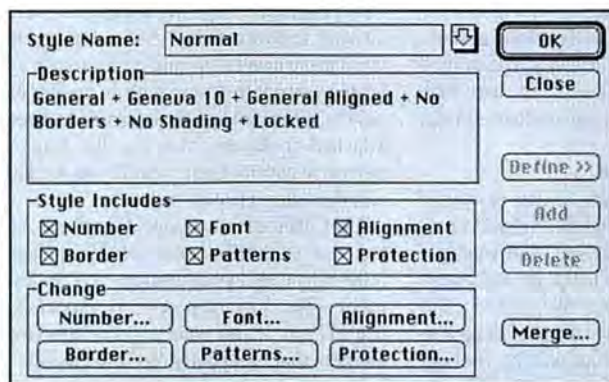 Style Name: Normal OK
Description Close
General + Geneva 10 + General Aligned + No
Borders + No Shading + Locked
Define >>
Style Includes
Number Font Alignment Add
Border Patterns Protection Delete
Change
Number... Font... Alignment...
Border... Patterns... Protection... Merge...